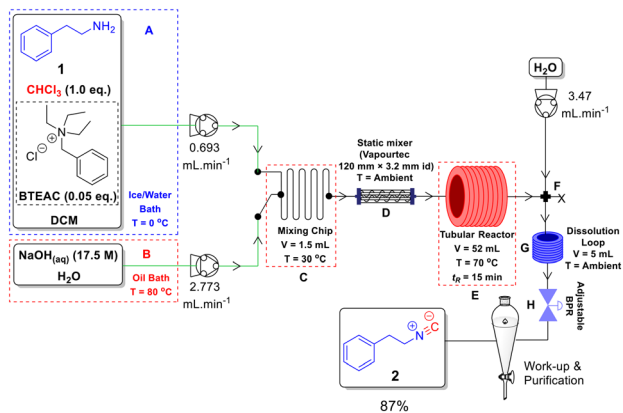 A
NH2
1
CHCl3 (1.0 eq.)
N
+
Cl
−
BTEAC (0.05 eq.)
DCM
Ice/Water
Bath
T = 0 °C
0.693
mL.min-1
NaOH(aq) (17.5 M)
H2O
B
Oil Bath
T = 80 °C
2.773
mL.min-1
Mixing Chip
V = 1.5 mL
T = 30 °C
C
Static mixer
(Vapourtec
120 mm × 3.2 mm id)
T = Ambient
D
Tubular Reactor
V = 52 mL
T = 70 °C
tR = 15 min
E
H2O
3.47
mL.min-1
F
X
G
Dissolution
Loop
V = 5 mL
T = Ambient
H
Adjustable
BPR
Work-up &
Purification
N
+
C
−
2
87%